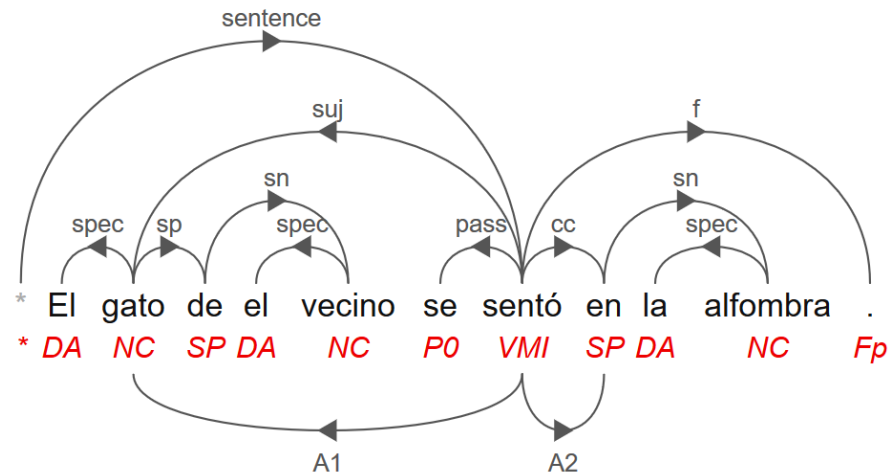 sentence
suj f
sn sn
spec sp spec pass cc spec
* El gato de el vecino se sentó en la alfombra .
* DA NC SP DA NC P0 VMI SP DA NC Fp
A1 A2